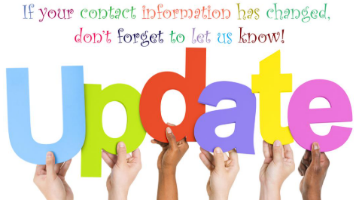 If your contact information has changed,
don't forget to let us know!
update